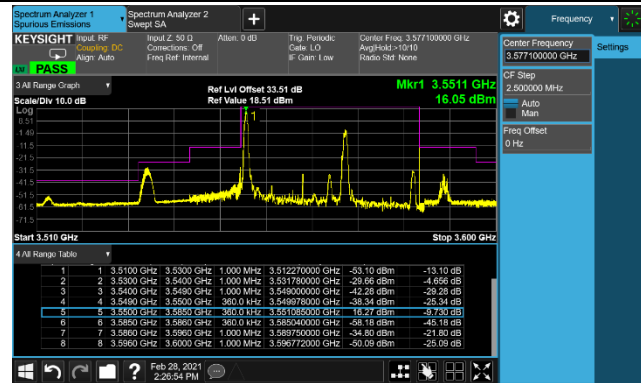 Spectrum Analyzer 1
Spurious Emissions
Spectrum Analyzer 2
Swept SA
Frequency
KEYSIGHT
Input: RF
Coupling: DC
Align: Auto
Input Z: 50 Ω
Corrections: Off
Freq Ref: Internal
Atten: 0 dB
Trig: Periodic
Gate: LO
IF Gain: Low
Center Freq: 3.577100000 GHz
Avg|Hold:>10/10
Radio Std: None
PASS
Center Frequency
3.577100000 GHz
Settings
CF Step
2.500000 MHz
Auto
Man
Freq Offset
0 Hz
3 All Range Graph
Scale/Div 10.0 dB
Ref Lvl Offset 33.51 dB
Ref Value 18.51 dBm
Mkr1 3.5511 GHz
16.05 dBm
Log
8.51
-1.49
-11.5
-21.5
-31.5
-41.5
-51.5
-61.5
-71.5
1
Start 3.510 GHz
Stop 3.600 GHz
4 All Range Table
1 1 3.5100 GHz 3.5300 GHz 1.000 MHz 3.512270000 GHz -53.10 dBm -13.10 dB
2 2 3.5300 GHz 3.5400 GHz 1.000 MHz 3.531780000 GHz -29.66 dBm -4.656 dB
3 3 3.5400 GHz 3.5490 GHz 1.000 MHz 3.549000000 GHz -42.28 dBm -29.28 dB
4 4 3.5490 GHz 3.5500 GHz 360.0 kHz 3.549978000 GHz -38.34 dBm -25.34 dB
5 5 3.5500 GHz 3.5850 GHz 360.0 kHz 3.551085000 GHz 16.27 dBm -9.730 dB
6 6 3.5850 GHz 3.5860 GHz 360.0 kHz 3.585040000 GHz -58.18 dBm -45.18 dB
7 7 3.5860 GHz 3.5960 GHz 1.000 MHz 3.589750000 GHz -34.80 dBm -21.80 dB
8 8 3.5960 GHz 3.6000 GHz 1.000 MHz 3.596772000 GHz -50.09 dBm -25.09 dB
Feb 28, 2021
2:26:54 PM